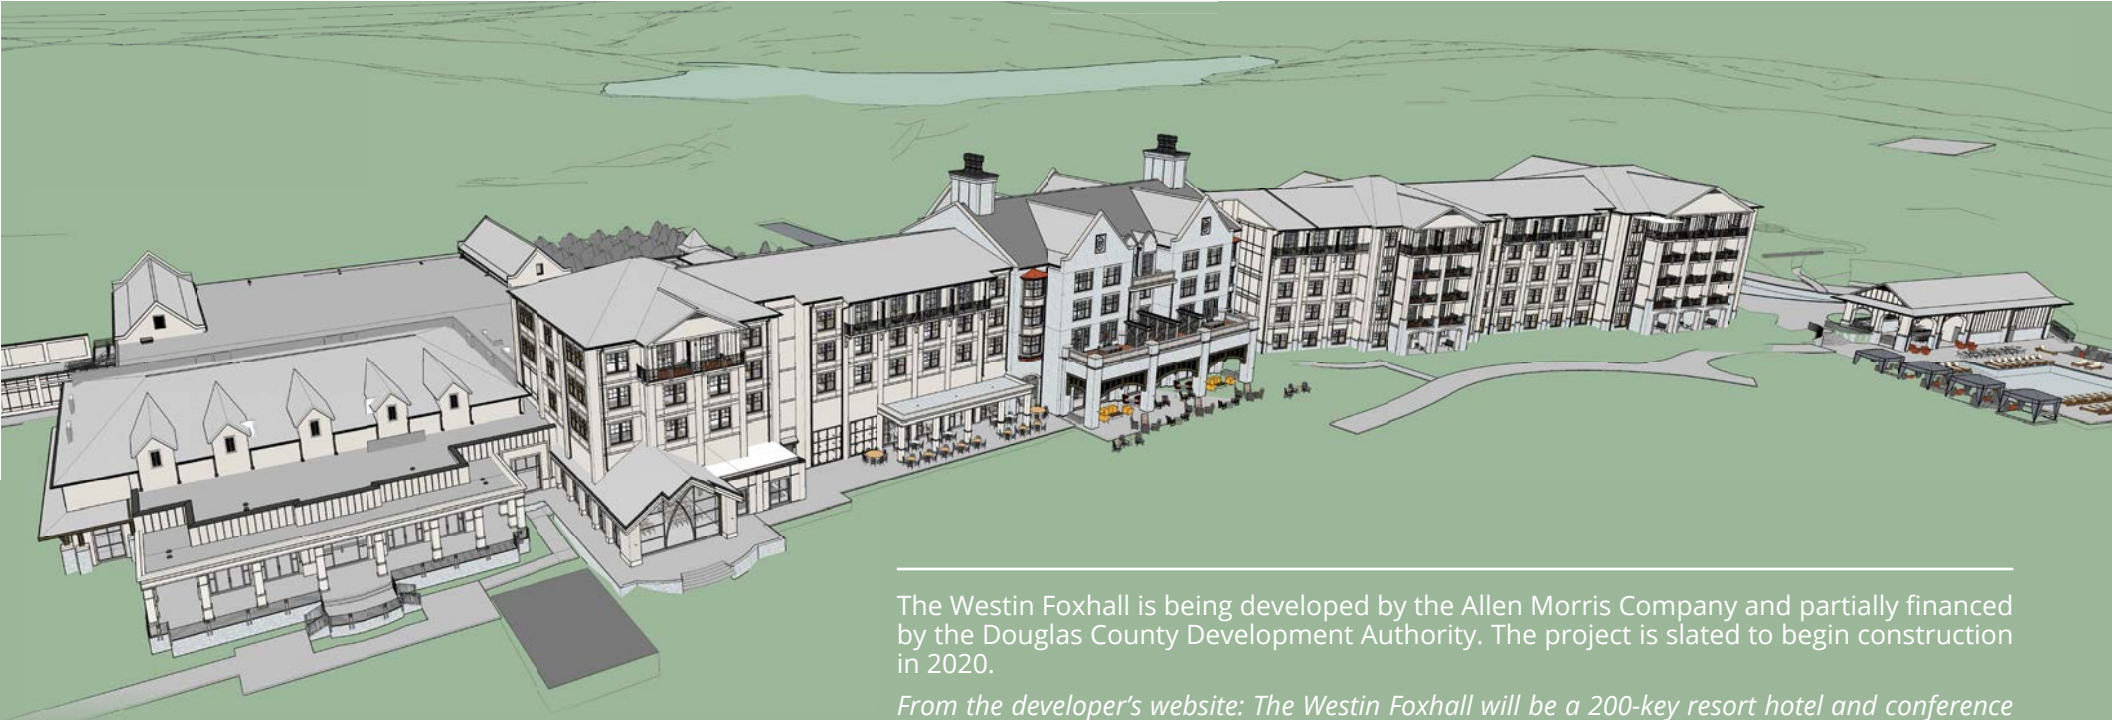 The Westin Foxhall is being developed by the Allen Morris Company and partially financed
by the Douglas County Development Authority. The project is slated to begin construction
in 2020.
From the developer's website: The Westin Foxhall will be a 200-key resort hotel and conference